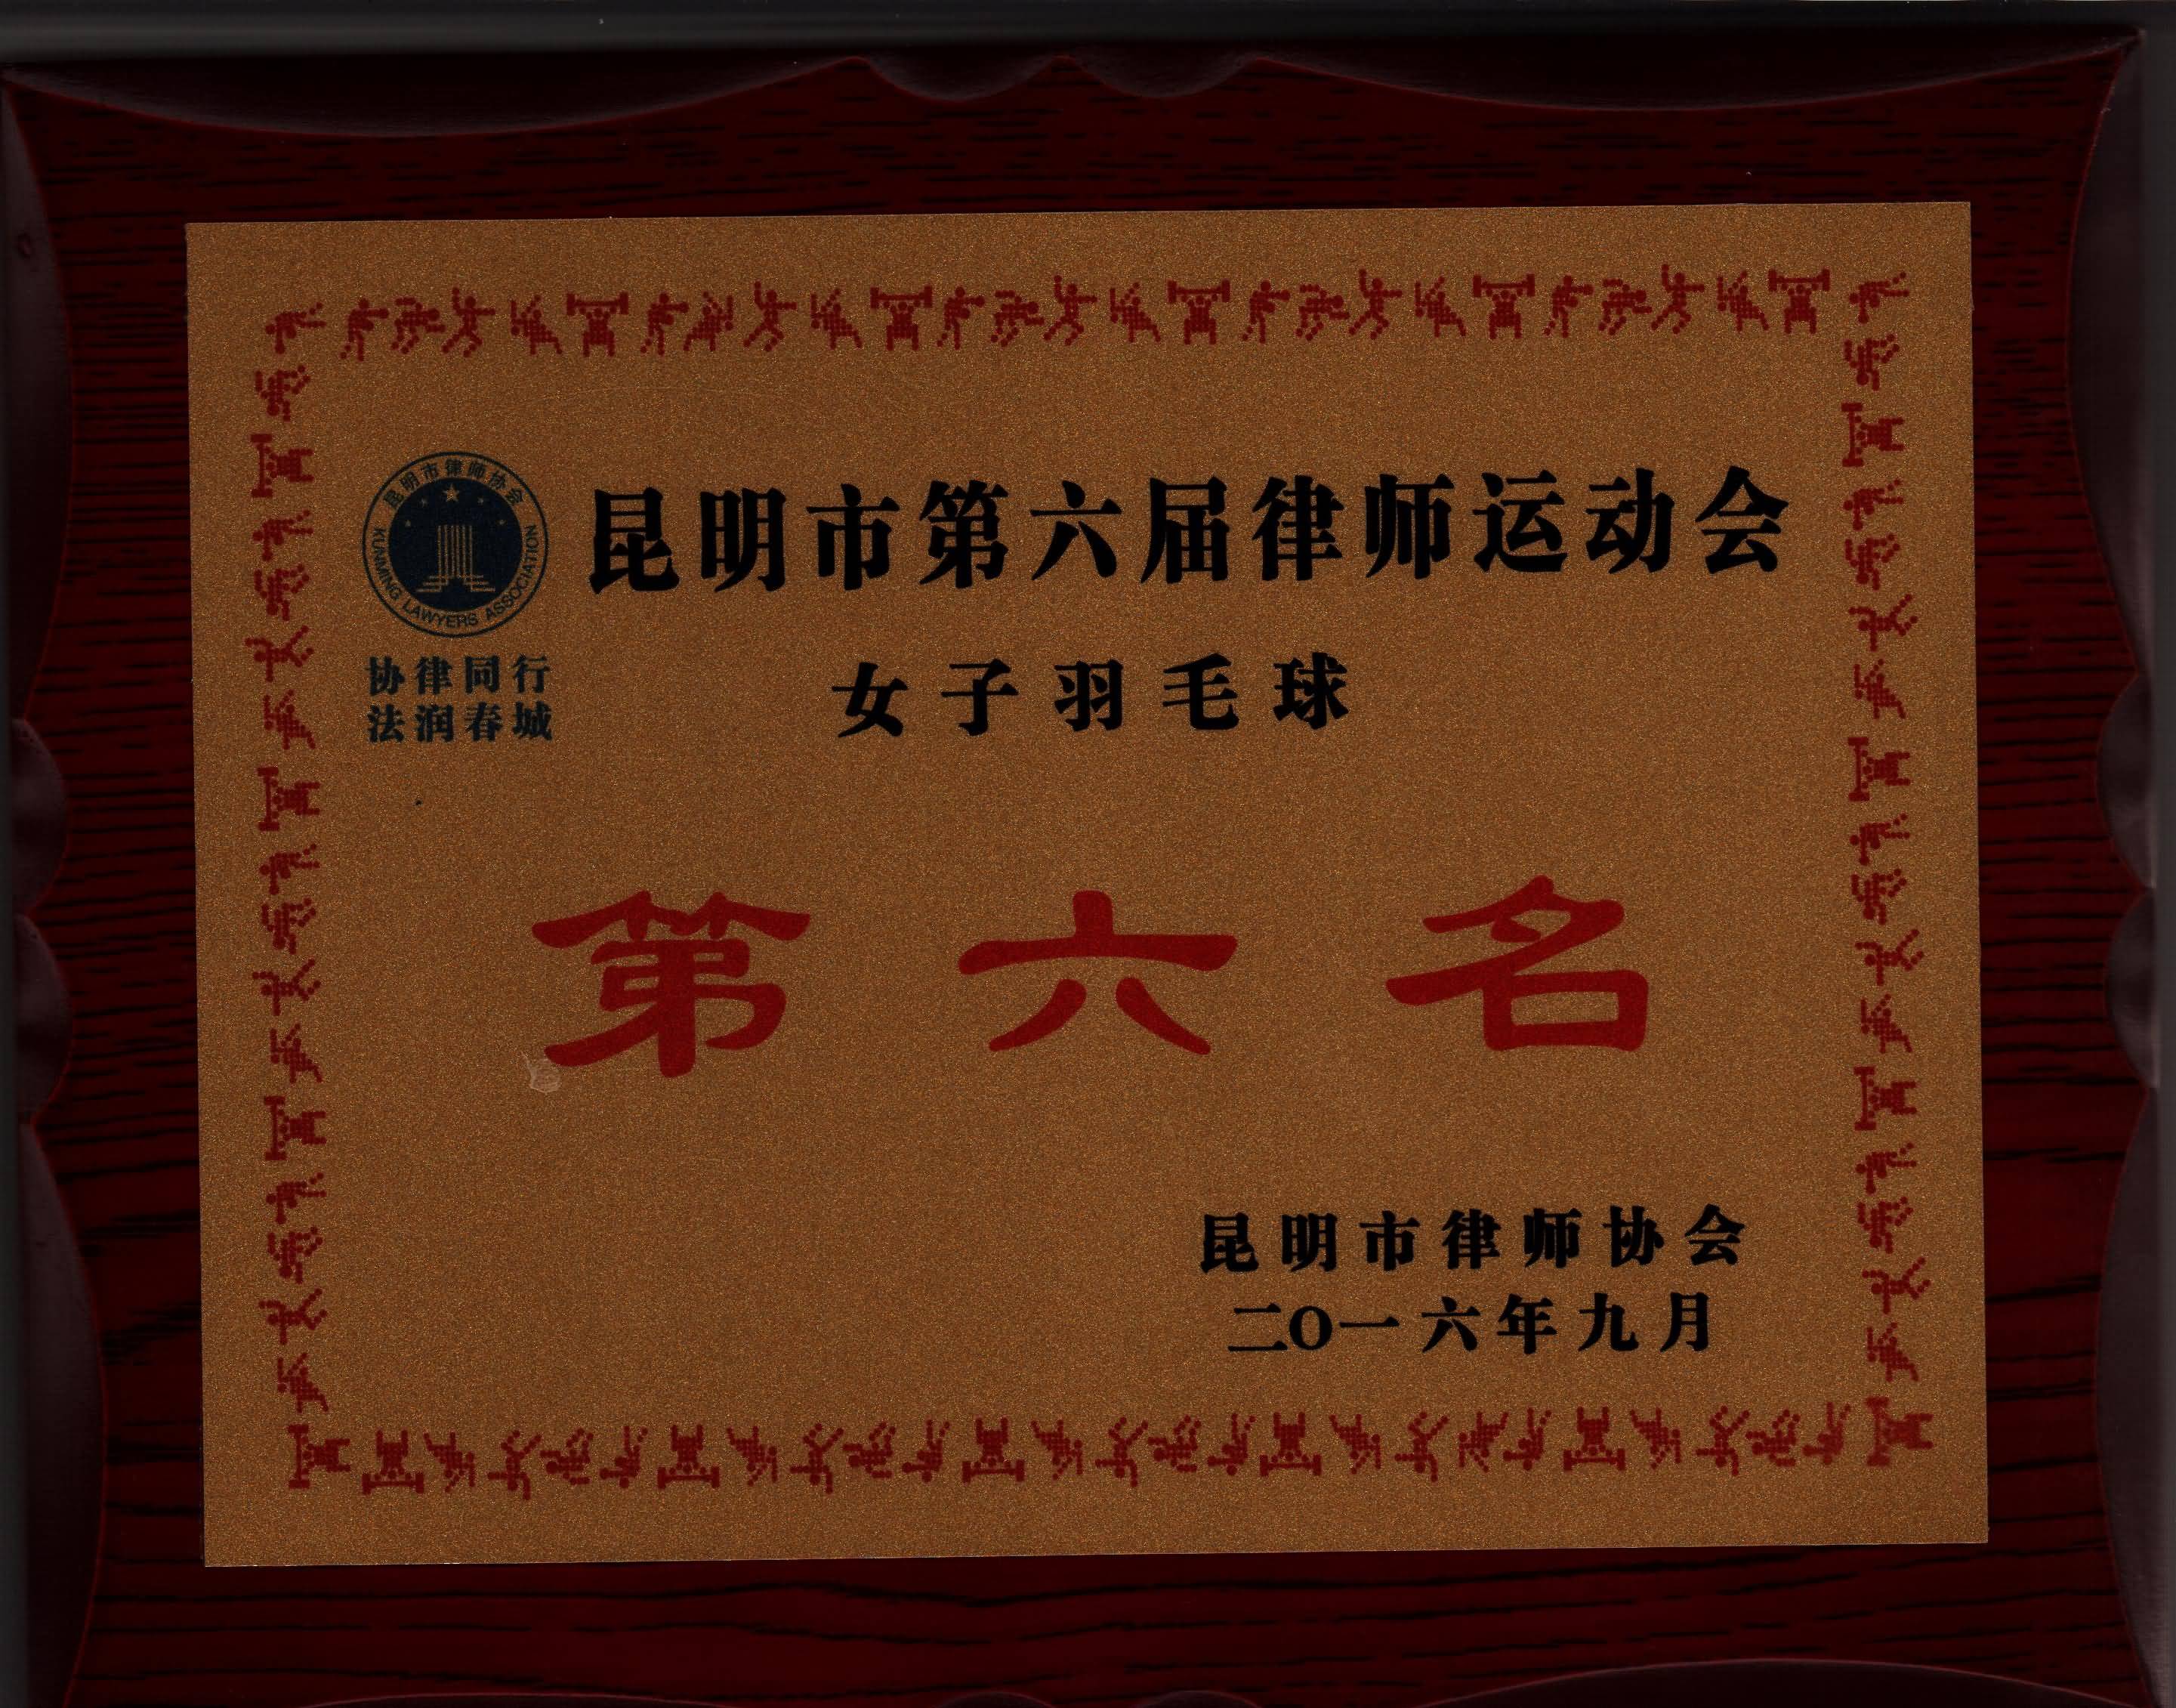 昆明市律师协会
KUNMING LAWYERS ASSOCIATION
协律同行
法润春城
昆明市第六届律师运动会
女子羽毛球
第六名
昆明市律师协会
二O一六年九月